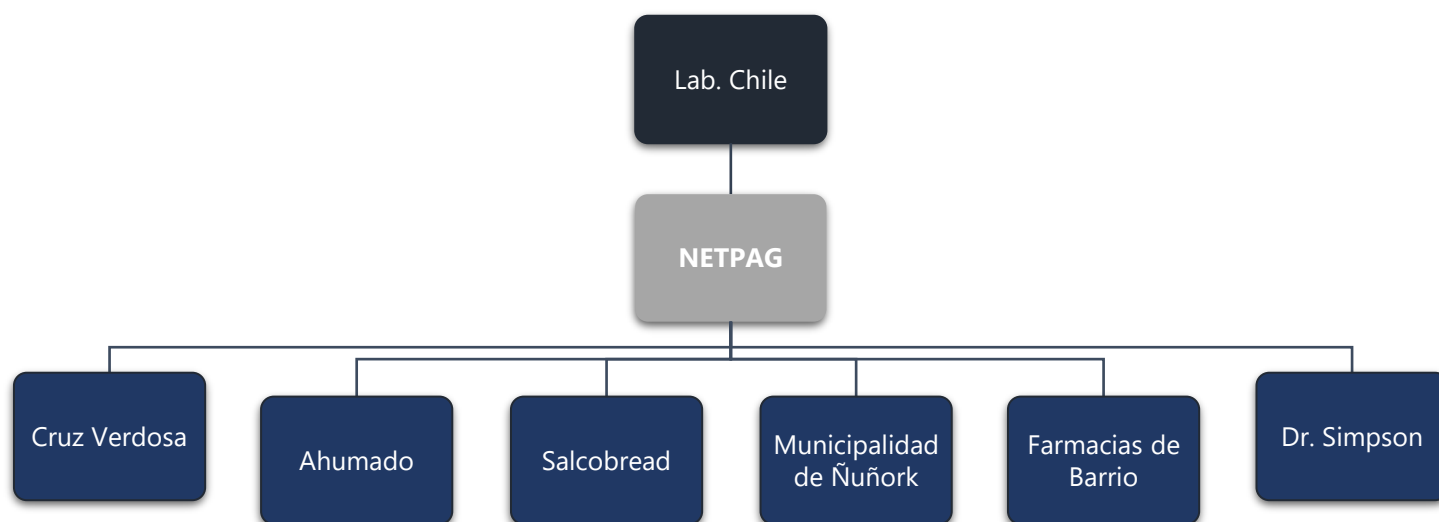 Lab. Chile
NETPAG
Cruz Verdosa
Ahumado
Salcobread
Municipalidad
de Ñuñork
Farmacias de
Barrio
Dr. Simpson